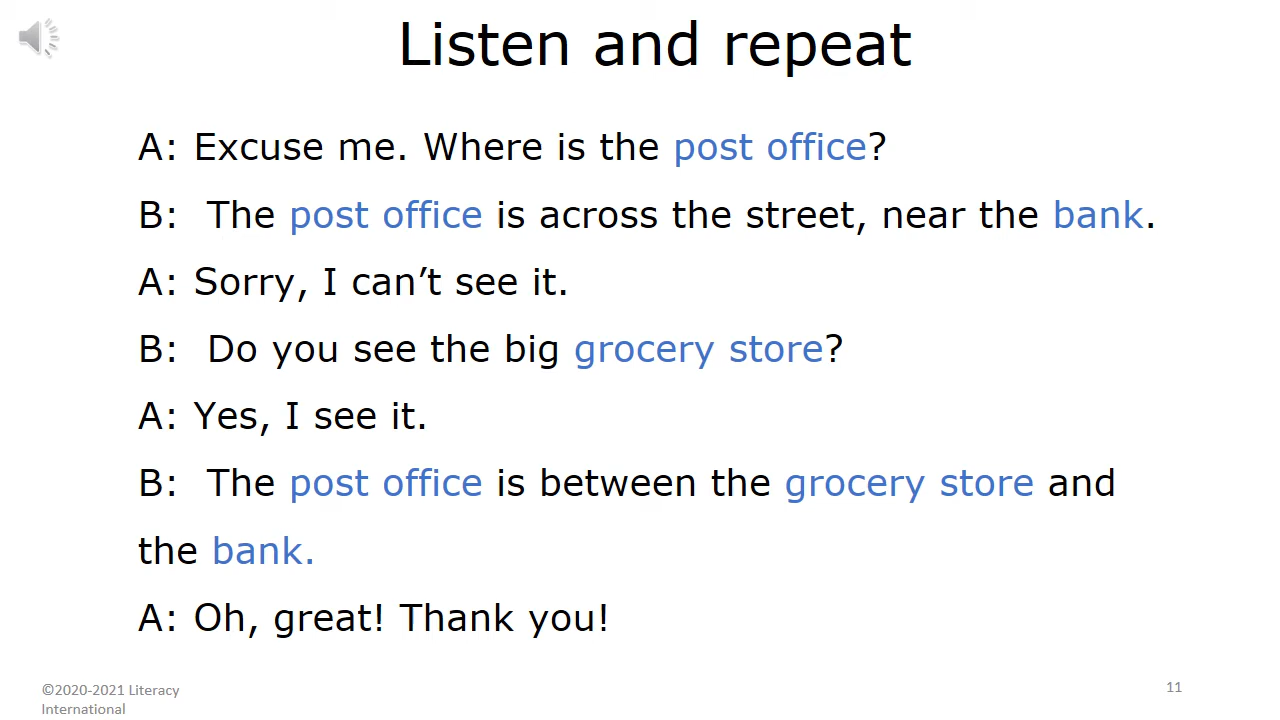 Listen and repeat
A: Excuse me. Where is the post office?
B: The post office is across the street, near the bank.
A: Sorry, I can’t see it.
B: Do you see the big grocery store?
A: Yes, I see it.
B: The post office is between the grocery store and
the bank.
A: Oh, great! Thank you!
©2020-2021 Literacy
International
11